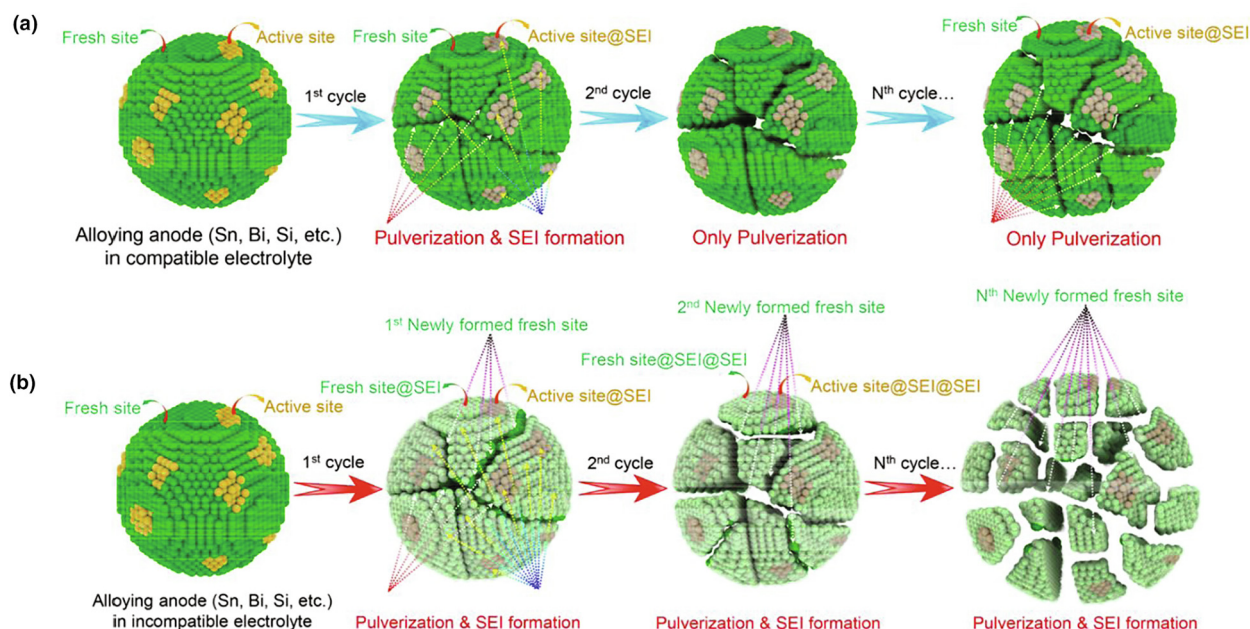 (a)
Fresh site
Active site
1st cycle
Fresh site
Active site@SEI
2nd cycle
Nth cycle...
Fresh site
Active site@SEI
Alloying anode (Sn, Bi, Si, etc.)
in compatible electrolyte
Pulverization & SEI formation
Only Pulverization
Only Pulverization
1st Newly formed fresh site
2nd Newly formed fresh site
Nth Newly formed fresh site
(b)
Fresh site
Active site
1st cycle
Fresh site@SEI
Active site@SEI
2nd cycle
Fresh site@SEI@SEI
Active site@SEI@SEI
Nth cycle...
Alloying anode (Sn, Bi, Si, etc.)
in incompatible electrolyte
Pulverization & SEI formation
Pulverization & SEI formation
Pulverization & SEI formation